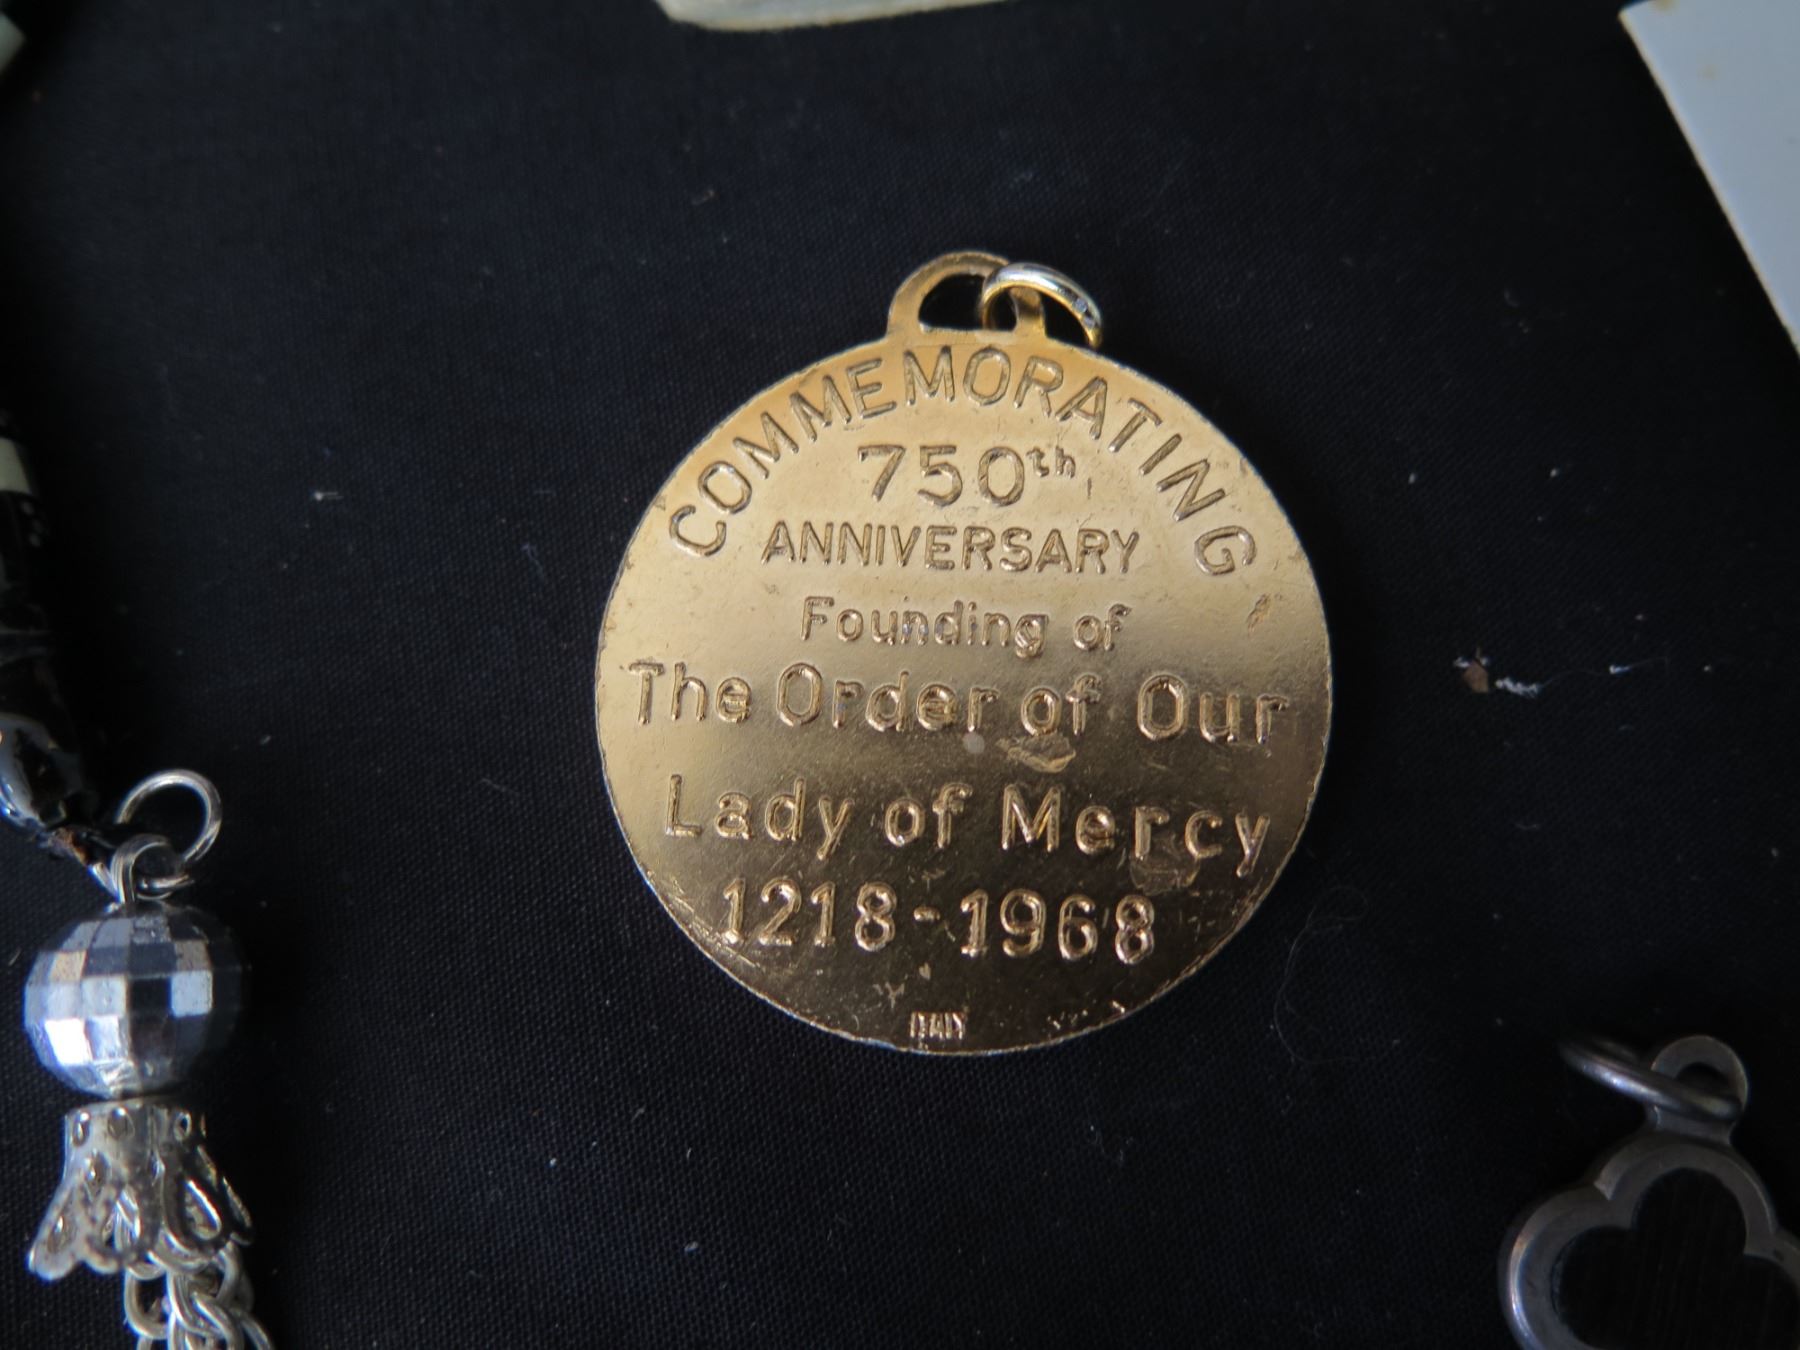 COMMEMORATING
750th
ANNIVERSARY
Founding of
The Order of Our
Lady of Mercy
1218-1968
ITALY